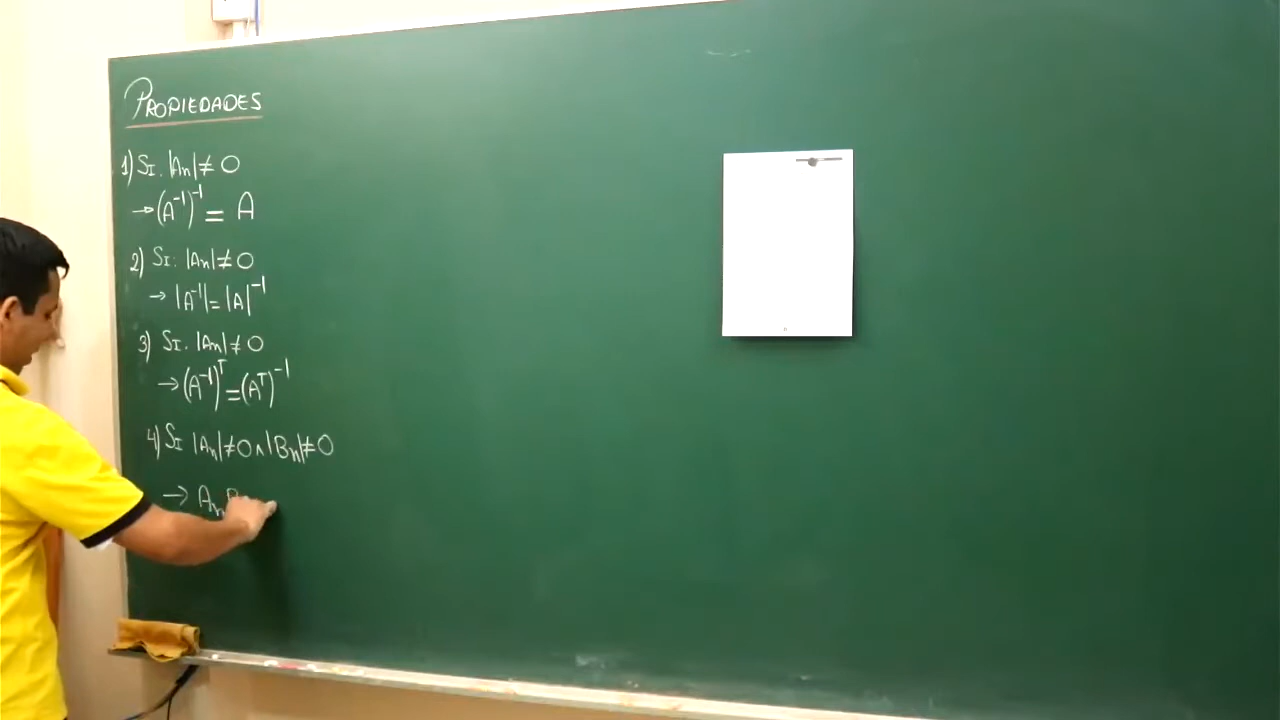 PROPIEDADES
1) SI. |An| ≠ 0
→ (A⁻¹)⁻¹ = A
2) SI: |An| ≠ 0
→ |A⁻¹| = |A|⁻¹
3) SI. |An| ≠ 0
→ (A⁻¹)ᵀ = (Aᵀ)⁻¹
4) SI |An| ≠ 0 ∧ |Bn| ≠ 0
→ An